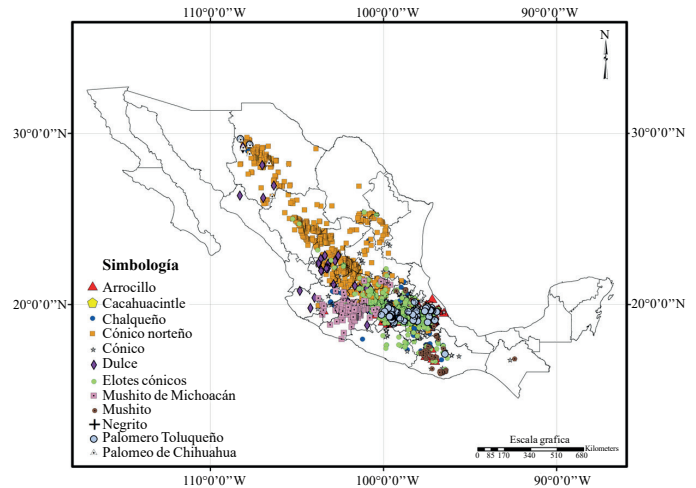 110°0'0''W 100°0'0''W 90°0'0''W
N
30°0'0''N 30°0'0''N
20°0'0''N 20°0'0''N
Simbología
Arrocillo
Cacahuacintle
Chalqueño
Cónico norteño
Cónico
Dulce
Elotes cónicos
Mushito de Michoacán
Mushito
Negrito
Palomero Toluqueño
Palomeo de Chihuahua
Escala grafica
Kilometers
0 85 170 340 510 680
110°0'0''W 100°0'0''W 90°0'0''W